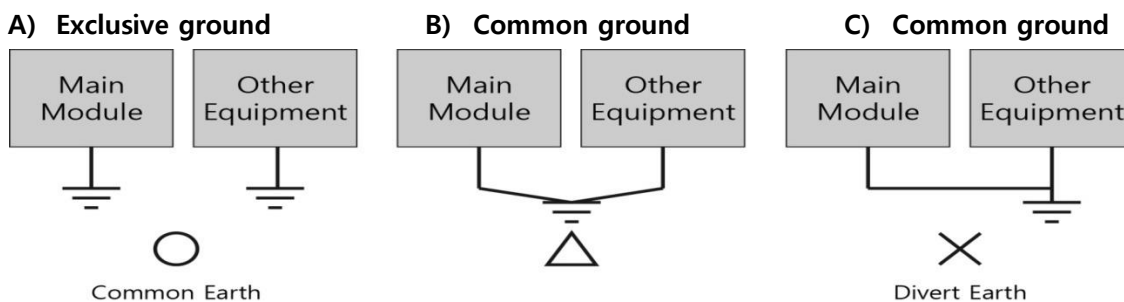 A) Exclusive ground
B) Common ground
C) Common ground
Main
Module
Other
Equipment
Main
Module
Other
Equipment
Main
Module
Other
Equipment
Common Earth
Divert Earth